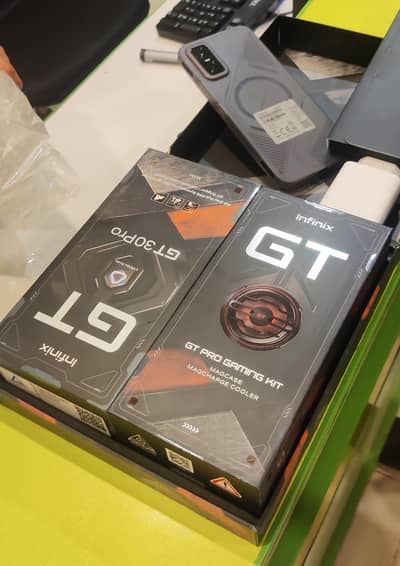 infinix
GT
GT PRO GAMING KIT
MAGCASE
MAGCHARGE COOLER
infinix
GT
GT30Pro